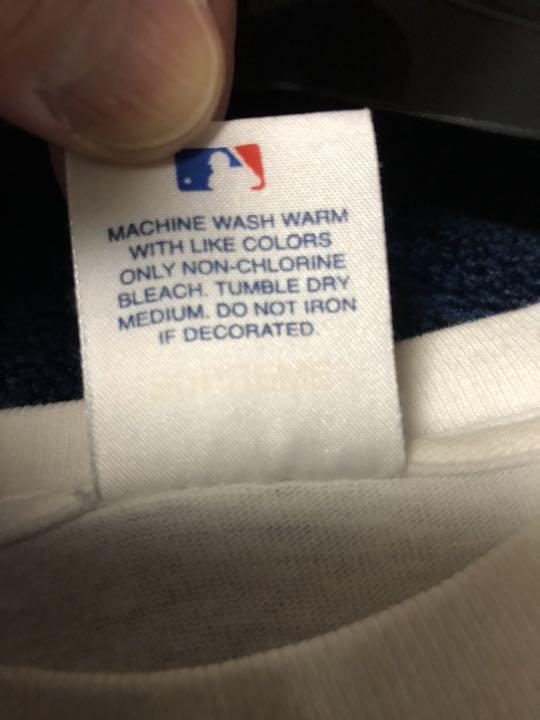 MACHINE WASH WARM
WITH LIKE COLORS
ONLY NON-CHLORINE
BLEACH. TUMBLE DRY
MEDIUM. DO NOT IRON
IF DECORATED.